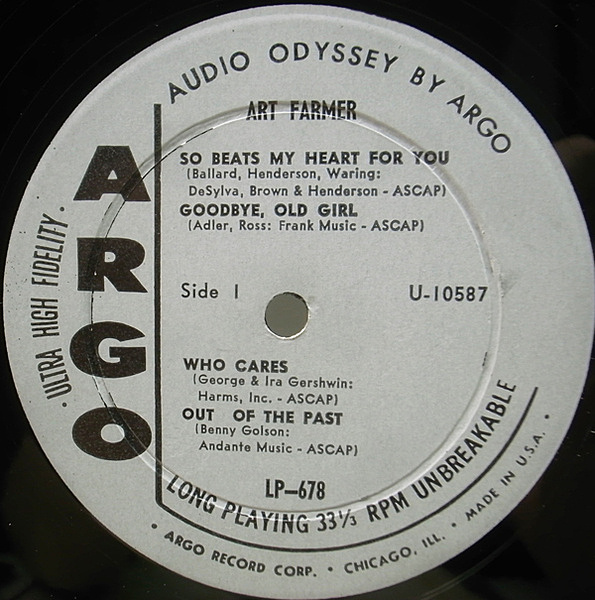 AUDIO ODYSSEY BY ARGO
ART FARMER
ARGO
· ULTRA HIGH FIDELITY ·
SO BEATS MY HEART FOR YOU
(Ballard, Henderson, Waring:
DeSylva, Brown & Henderson - ASCAP)
GOODBYE, OLD GIRL
(Adler, Ross: Frank Music - ASCAP)
Side 1
U-10587
WHO CARES
(George & Ira Gershwin:
Harms, Inc. - ASCAP)
OUT OF THE PAST
(Benny Golson:
Andante Music - ASCAP)
LP-678
LONG PLAYING 33⅓ RPM UNBREAKABLE
· ARGO RECORD CORP. · CHICAGO, ILL. · MADE IN U.S.A. ·